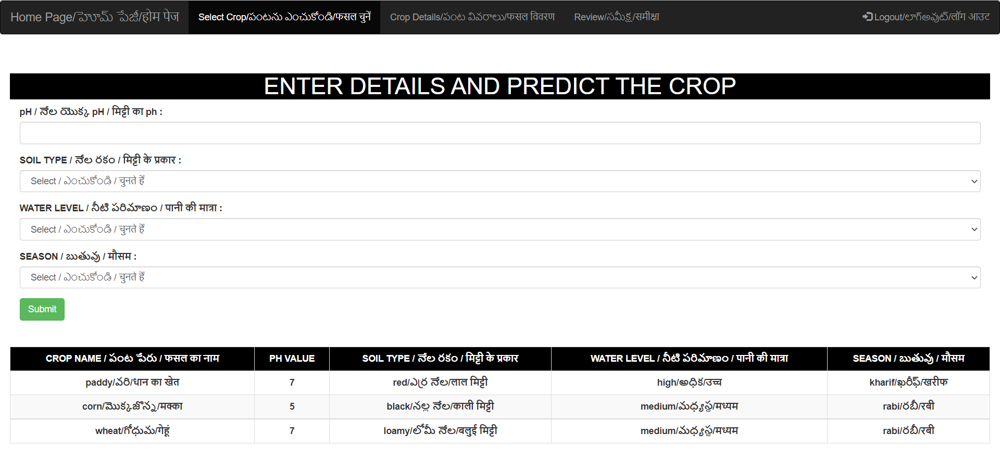 Home Page/హెూమ్ పేజీ/होम पेज Select Crop/పంటను ఎంచుకోండి/फसल चुनें Crop Details/పంట వివరాలు/फसल विवरण Review/సమీక్ష/समीक्षा Logout/లాగ్అవుట్/लॉग आउट
ENTER DETAILS AND PREDICT THE CROP
pH / నేల యొక్క pH / मिट्टी का ph :
SOIL TYPE / నేల రకం / मिट्टी के प्रकार :
Select / ఎంచుకోండి / चुनते हैं
WATER LEVEL / నీటి పరిమాణం / पानी की मात्रा :
Select / ఎంచుకోండి / चुनते हैं
SEASON / బుతువు / मौसम :
Select / ఎంచుకోండి / चुनते हैं
Submit
CROP NAME / పంట పేరు / फसल का नाम PH VALUE SOIL TYPE / నేల రకం / मिट्टी के प्रकार WATER LEVEL / నీటి పరిమాణం / पानी की मात्रा SEASON / బుతువు / मौसम
paddy/వరి/धान का खेत 7 red/ఎర్ర నేల/लाल मिट्टी high/అధిక/उच्च kharif/ఖరీఫ్/खरीफ
corn/మొక్కజొన్న/मक्का 5 black/నల్ల నేల/काली मिट्टी medium/మధ్యస్థ/मध्यम rabi/రబీ/रबी
wheat/గోధుమ/गेहूं 7 loamy/లోమీ నేల/बलुई मिट्टी medium/మధ్యస్థ/मध्यम rabi/రబీ/रबी